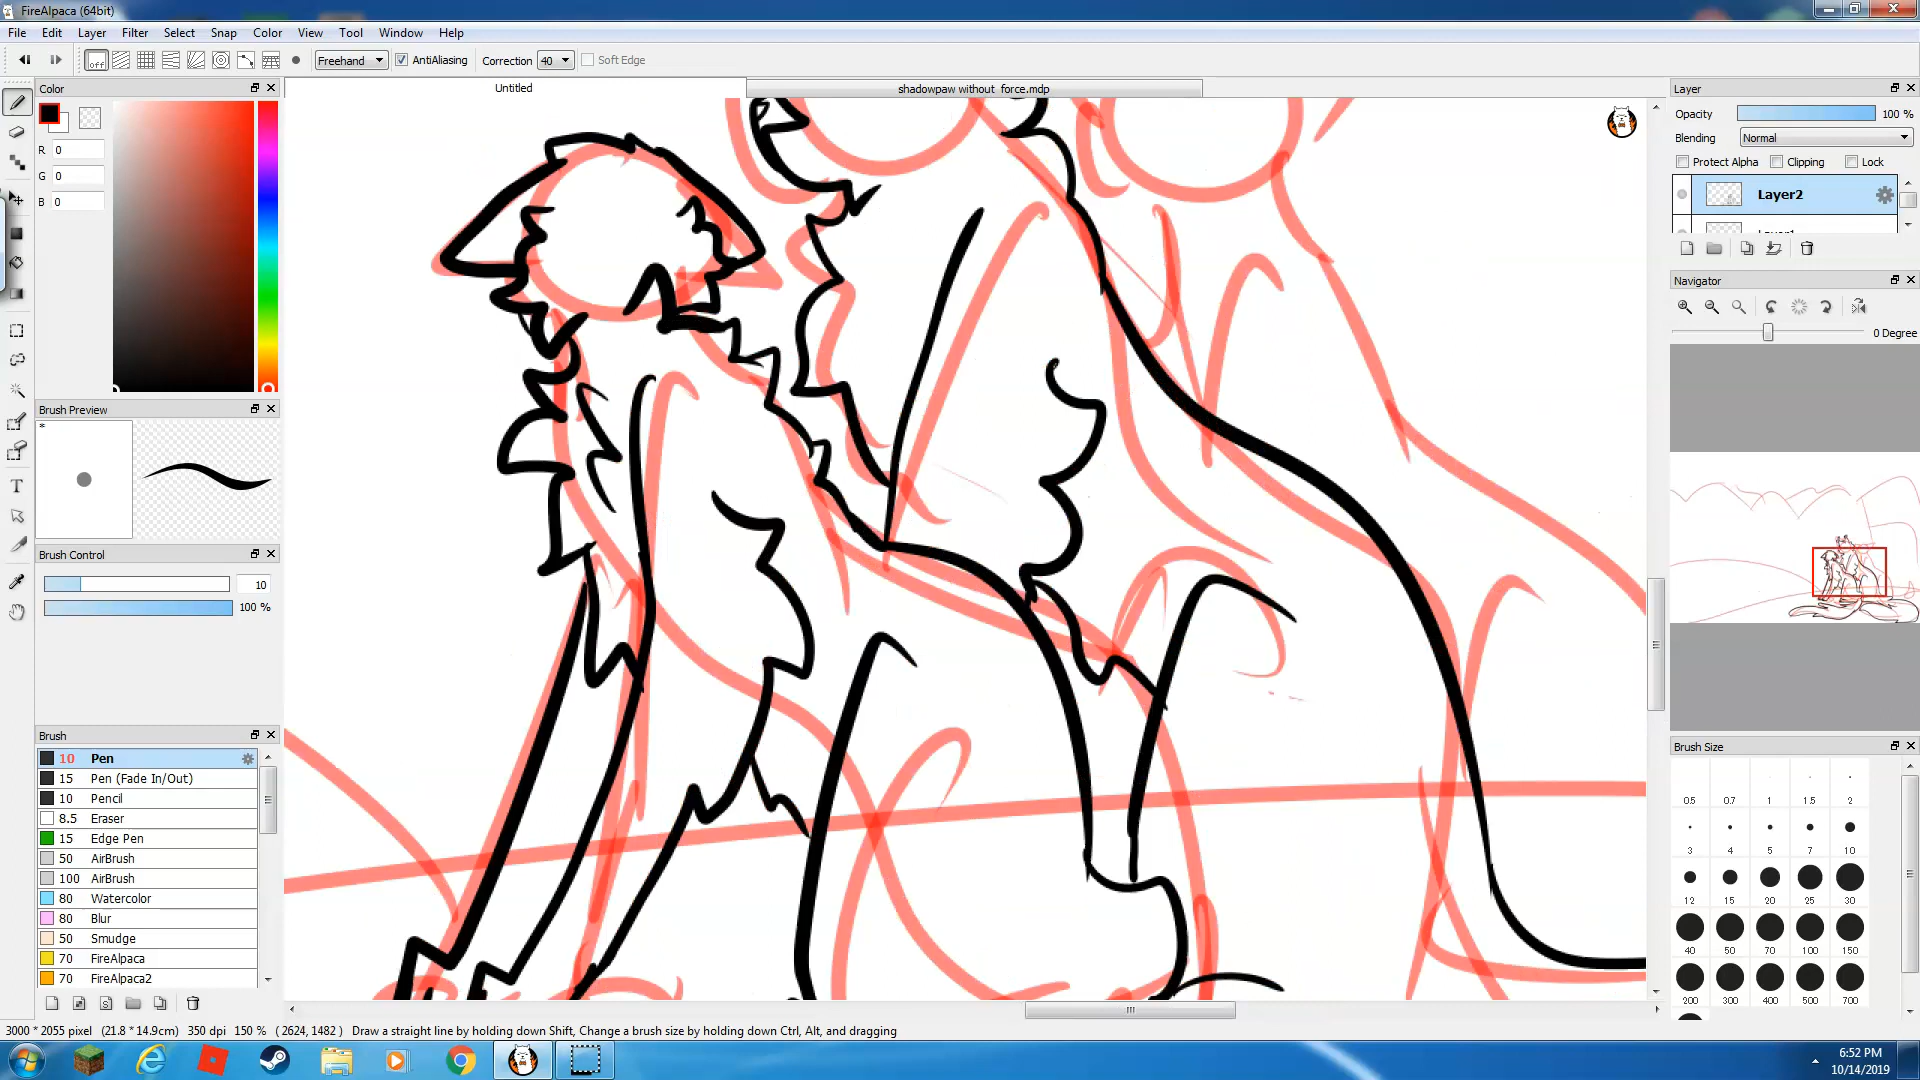 FireAlpaca (64bit)
File Edit Layer Filter Select Snap Color View Tool Window Help
off Freehand AntiAliasing Correction 40 Soft Edge
Color
Untitled
shadowpaw without force.mdp
R 0
G 0
B 0
Brush Preview
*
Brush Control
10
100 %
Brush
10 Pen
15 Pen (Fade In/Out)
10 Pencil
8.5 Eraser
15 Edge Pen
50 AirBrush
100 AirBrush
80 Watercolor
80 Blur
50 Smudge
70 FireAlpaca
70 FireAlpaca2
Layer
Opacity 100 %
Blending Normal
Protect Alpha Clipping Lock
Layer2
Layer1
Navigator
0 Degree
Brush Size
0.5 0.7 1 1.5 2
3 4 5 7 10
12 15 20 25 30
40 50 70 100 150
200 300 400 500 700
3000 * 2055 pixel (21.8 * 14.9cm) 350 dpi 150 % ( 2624, 1482 ) Draw a straight line by holding down Shift, Change a brush size by holding down Ctrl, Alt, and dragging
6:52 PM
10/14/2019